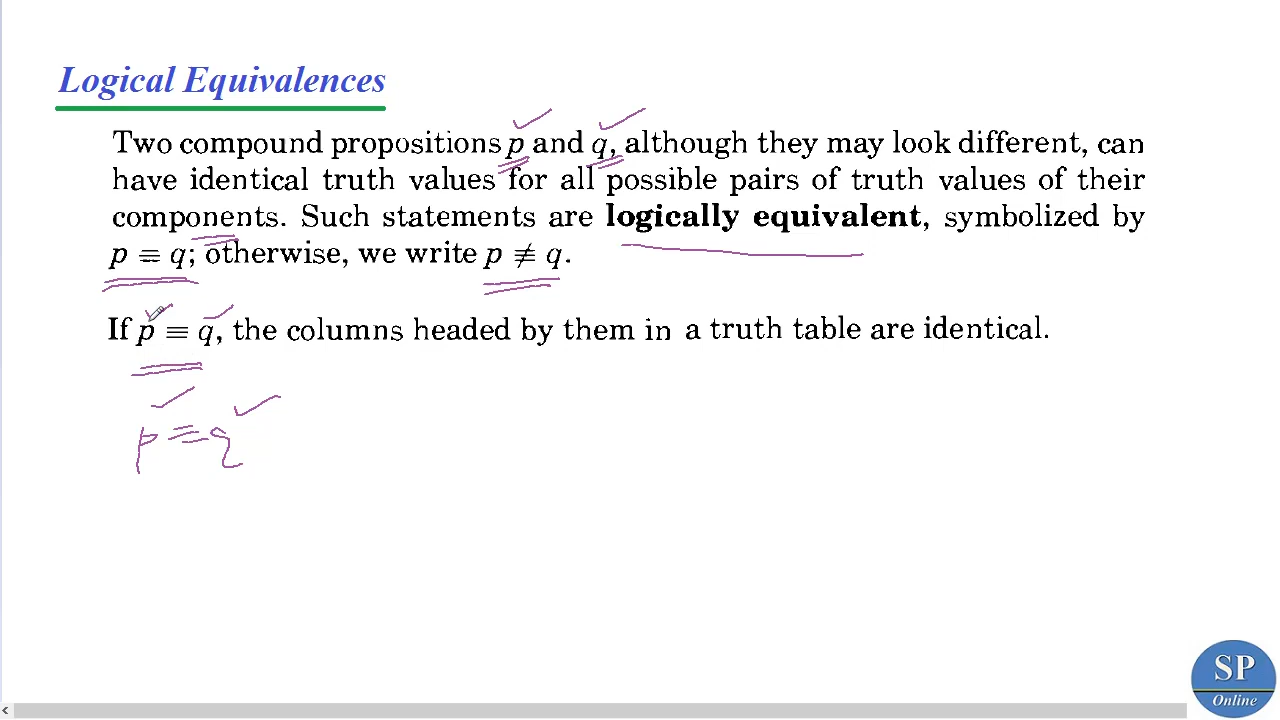 Logical Equivalences
Two compound propositions p and q, although they may look different, can
have identical truth values for all possible pairs of truth values of their
components. Such statements are logically equivalent, symbolized by
p ≡ q; otherwise, we write p ≢ q.
If p ≡ q, the columns headed by them in a truth table are identical.
p ≡ q
SP
Online